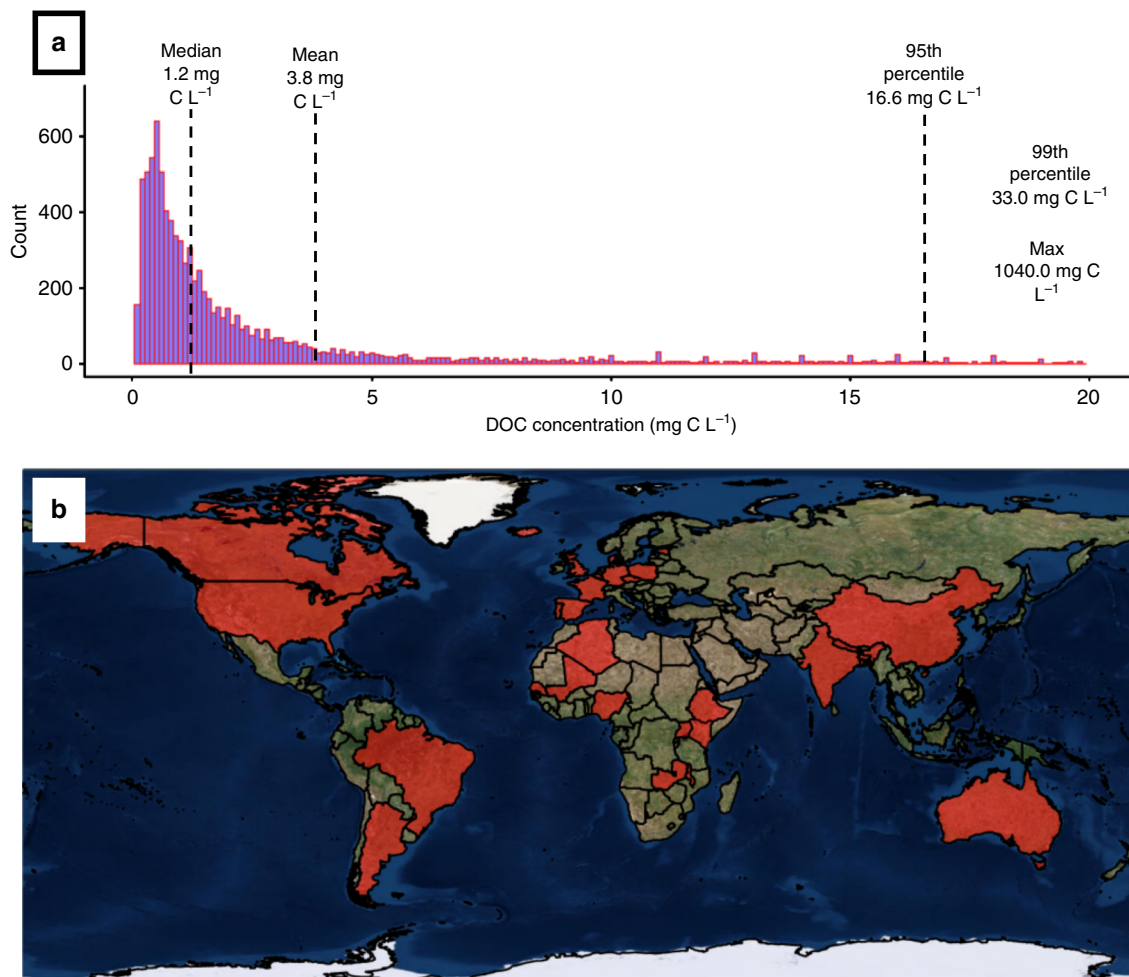 a
Median
1.2 mg
C L⁻¹
Mean
3.8 mg
C L⁻¹
95th
percentile
16.6 mg C L⁻¹
99th
percentile
33.0 mg C L⁻¹
Max
1040.0 mg C
L⁻¹
Count
600
400
200
0
0 5 10 15 20
DOC concentration (mg C L⁻¹)
b